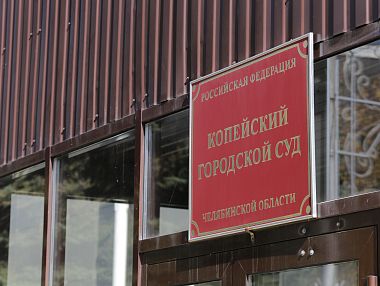 РОССИЙСКАЯ ФЕДЕРАЦИЯ
КОПЕЙСКИЙ
ГОРОДСКОЙ СУД
ЧЕЛЯБИНСКОЙ ОБЛАСТИ